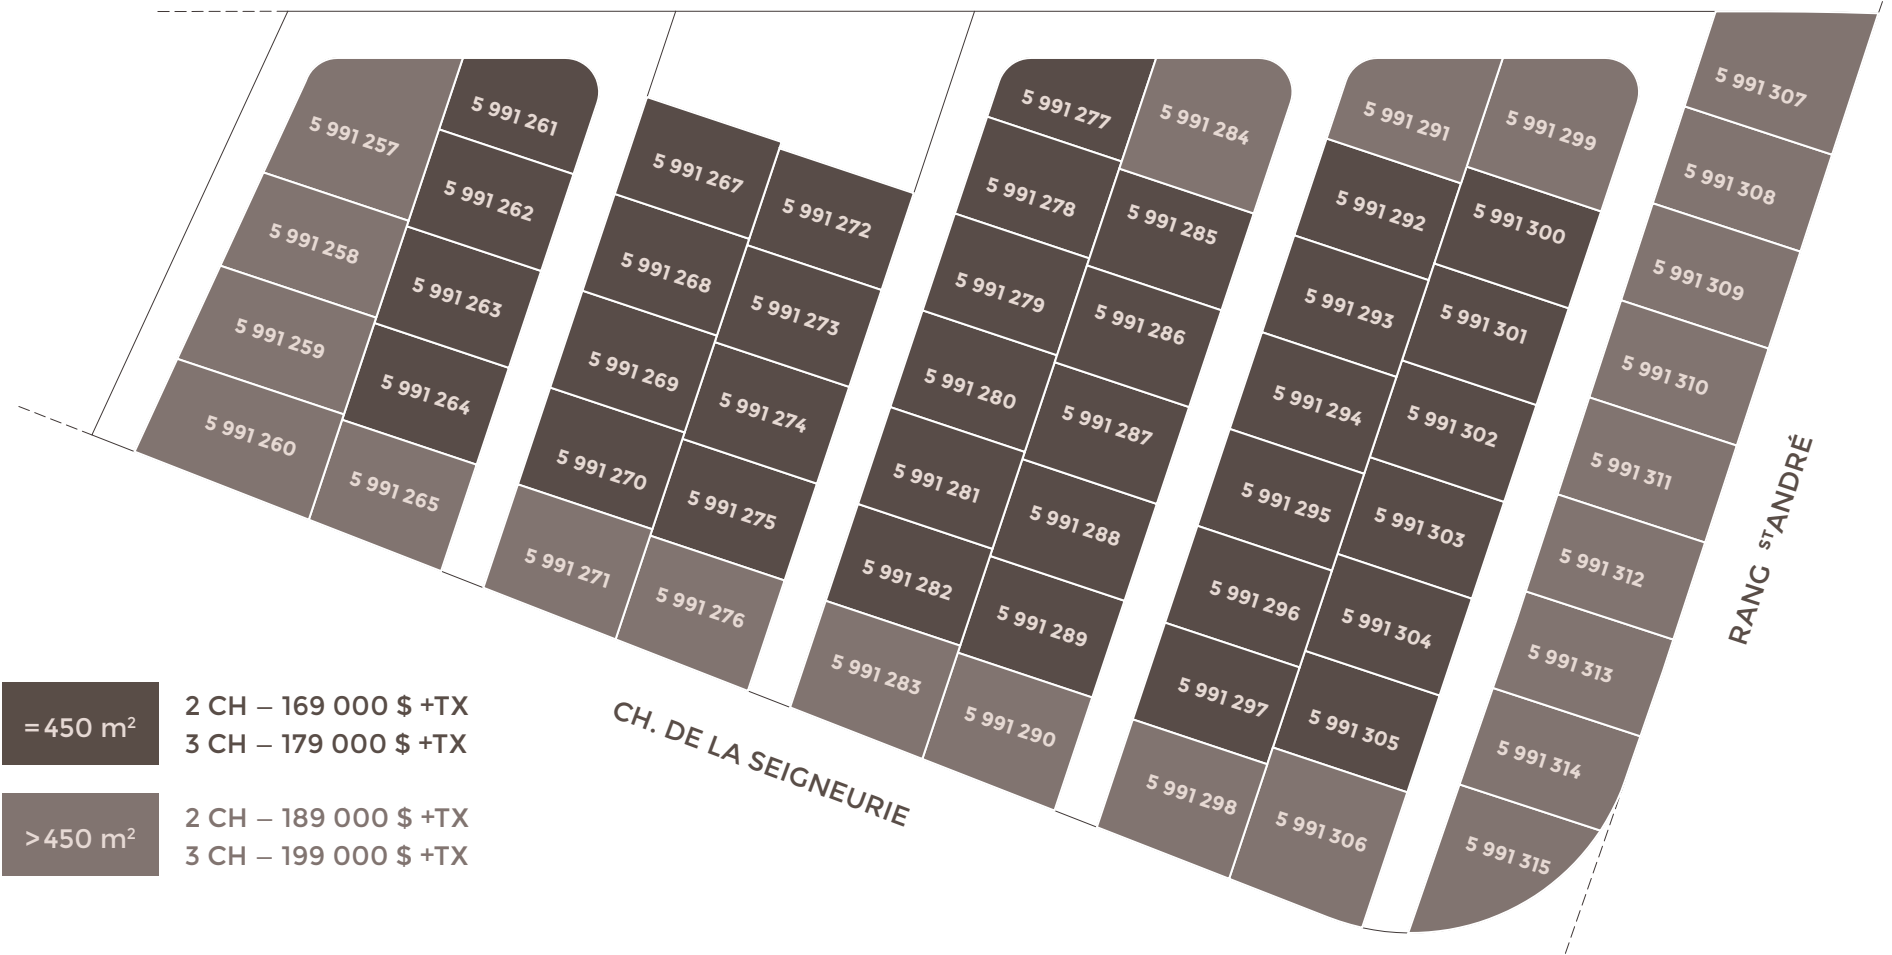 5 991 257
5 991 258
5 991 259
5 991 260
5 991 261
5 991 262
5 991 263
5 991 264
5 991 265
5 991 267
5 991 268
5 991 269
5 991 270
5 991 271
5 991 272
5 991 273
5 991 274
5 991 275
5 991 276
5 991 277
5 991 278
5 991 279
5 991 280
5 991 281
5 991 282
5 991 283
5 991 284
5 991 285
5 991 286
5 991 287
5 991 288
5 991 289
5 991 290
5 991 291
5 991 292
5 991 293
5 991 294
5 991 295
5 991 296
5 991 297
5 991 298
5 991 299
5 991 300
5 991 301
5 991 302
5 991 303
5 991 304
5 991 305
5 991 306
5 991 307
5 991 308
5 991 309
5 991 310
5 991 311
5 991 312
5 991 313
5 991 314
5 991 315
RANG ST ANDRÉ
CH. DE LA SEIGNEURIE
=450 m²
2 CH – 169 000 $ +TX
3 CH – 179 000 $ +TX
>450 m²
2 CH – 189 000 $ +TX
3 CH – 199 000 $ +TX